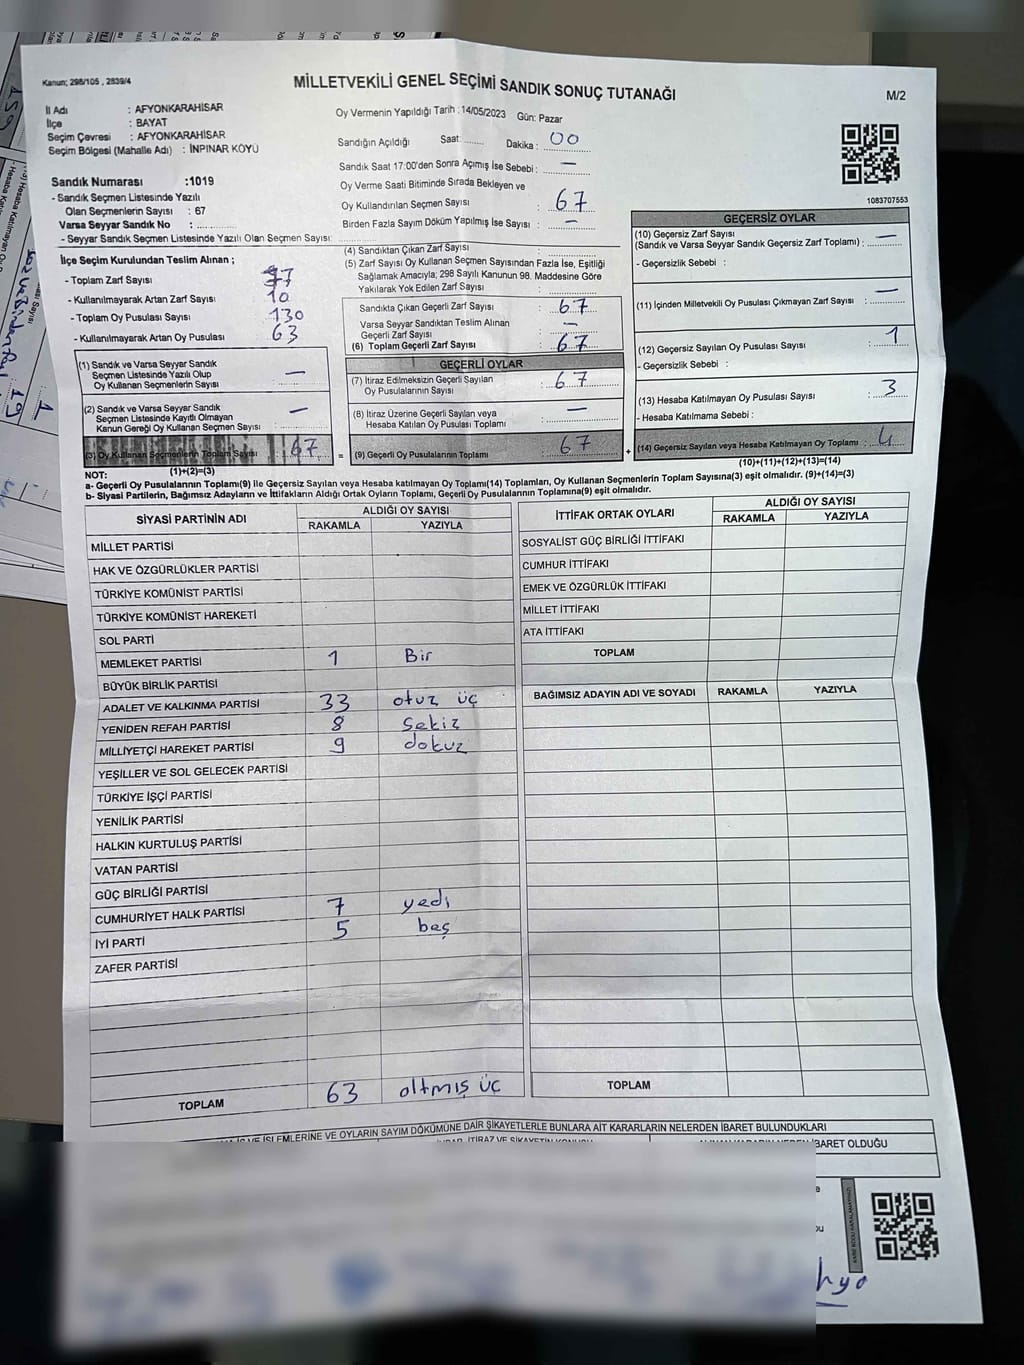 Kanun; 298/105 , 2839/4
MİLLETVEKİLİ GENEL SEÇİMİ SANDIK SONUÇ TUTANAĞI
M/2
İl Adı : AFYONKARAHİSAR
İlçe : BAYAT
Seçim Çevresi : AFYONKARAHİSAR
Seçim Bölgesi (Mahalle Adı) : İNPINAR KÖYÜ
Oy Vermenin Yapıldığı Tarih : 14/05/2023 Gün: Pazar
Sandığın Açıldığı Saat: Dakika : 00
Sandık Saat 17:00'den Sonra Açılmış İse Sebebi : —
Oy Verme Saati Bitiminde Sırada Bekleyen ve
Oy Kullandırılan Seçmen Sayısı : 67
Birden Fazla Sayım Döküm Yapılmış İse Sayısı : —
1083707553
Sandık Numarası :1019
- Sandık Seçmen Listesinde Yazılı
Olan Seçmenlerin Sayısı : 67
Varsa Seyyar Sandık No :
- Seyyar Sandık Seçmen Listesinde Yazılı Olan Seçmen Sayısı:
İlçe Seçim Kurulundan Teslim Alınan ;
- Toplam Zarf Sayısı 77
- Kullanılmayarak Artan Zarf Sayısı 10
- Toplam Oy Pusulası Sayısı 130
- Kullanılmayarak Artan Oy Pusulası 63
(1) Sandık ve Varsa Seyyar Sandık
Seçmen Listesinde Yazılı Olup
Oy Kullanan Seçmenlerin Sayısı : —
(2) Sandık ve Varsa Seyyar Sandık
Seçmen Listesinde Kayıtlı Olmayan
Kanun Gereği Oy Kullanan Seçmen Sayısı : —
(3) Oy Kullanan Seçmenlerin Toplam Sayısı : 67
(1)+(2)=(3)
(4) Sandıktan Çıkan Zarf Sayısı :
(5) Zarf Sayısı Oy Kullanan Seçmen Sayısından Fazla İse, Eşitliği
Sağlamak Amacıyla; 298 Sayılı Kanunun 98. Maddesine Göre
Yakılarak Yok Edilen Zarf Sayısı :
Sandıkta Çıkan Geçerli Zarf Sayısı : 67
Varsa Seyyar Sandıktan Teslim Alınan
Geçerli Zarf Sayısı : —
(6) Toplam Geçerli Zarf Sayısı : 67
GEÇERLİ OYLAR
(7) İtiraz Edilmeksizin Geçerli Sayılan
Oy Pusulalarının Sayısı : 67
(8) İtiraz Üzerine Geçerli Sayılan veya
Hesaba Katılan Oy Pusulası Toplamı : —
= (9) Geçerli Oy Pusulalarının Toplamı : 67
GEÇERSİZ OYLAR
(10) Geçersiz Zarf Sayısı
(Sandık ve Varsa Seyyar Sandık Geçersiz Zarf Toplamı) : —
- Geçersizlik Sebebi :
(11) İçinden Milletvekili Oy Pusulası Çıkmayan Zarf Sayısı : —
(12) Geçersiz Sayılan Oy Pusulası Sayısı : 1
- Geçersizlik Sebebi :
(13) Hesaba Katılmayan Oy Pusulası Sayısı : 3
- Hesaba Katılmama Sebebi :
+ (14) Geçersiz Sayılan veya Hesaba Katılmayan Oy Toplamı : 4
(10)+(11)+(12)+(13)=(14)
NOT:
a- Geçerli Oy Pusulalarının Toplamı(9) İle Geçersiz Sayılan veya Hesaba katılmayan Oy Toplamı(14) Toplamları, Oy Kullanan Seçmenlerin Toplam Sayısına(3) eşit olmalıdır. (9)+(14)=(3)
b- Siyasi Partilerin, Bağımsız Adayların ve İttifakların Aldığı Ortak Oyların Toplamı, Geçerli Oy Pusulalarının Toplamına(9) eşit olmalıdır.
SİYASİ PARTİNİN ADI
ALDIĞI OY SAYISI
RAKAMLA YAZIYLA
MİLLET PARTİSİ
HAK VE ÖZGÜRLÜKLER PARTİSİ
TÜRKİYE KOMÜNİST PARTİSİ
TÜRKİYE KOMÜNİST HAREKETİ
SOL PARTİ
MEMLEKET PARTİSİ 1 Bir
BÜYÜK BİRLİK PARTİSİ
ADALET VE KALKINMA PARTİSİ 33 otuz üç
YENİDEN REFAH PARTİSİ 8 sekiz
MİLLİYETÇİ HAREKET PARTİSİ 9 dokuz
YEŞİLLER VE SOL GELECEK PARTİSİ
TÜRKİYE İŞÇİ PARTİSİ
YENİLİK PARTİSİ
HALKIN KURTULUŞ PARTİSİ
VATAN PARTİSİ
GÜÇ BİRLİĞİ PARTİSİ
CUMHURİYET HALK PARTİSİ 7 yedi
İYİ PARTİ 5 beş
ZAFER PARTİSİ
TOPLAM 63 altmış üç
İTTİFAK ORTAK OYLARI
ALDIĞI OY SAYISI
RAKAMLA YAZIYLA
SOSYALİST GÜÇ BİRLİĞİ İTTİFAKI
CUMHUR İTTİFAKI
EMEK VE ÖZGÜRLÜK İTTİFAKI
MİLLET İTTİFAKI
ATA İTTİFAKI
TOPLAM
BAĞIMSIZ ADAYIN ADI VE SOYADI RAKAMLA YAZIYLA
TOPLAM
İŞLEMLERİNE VE OYLARIN SAYIM DÖKÜMÜNE DAİR ŞİKAYETLERLE BUNLARA AİT KARARLARIN NELERDEN İBARET BULUNDUKLARI
İTİRAZ VE ŞİKAYETİN KONUSU
NEDEN İBARET OLDUĞU